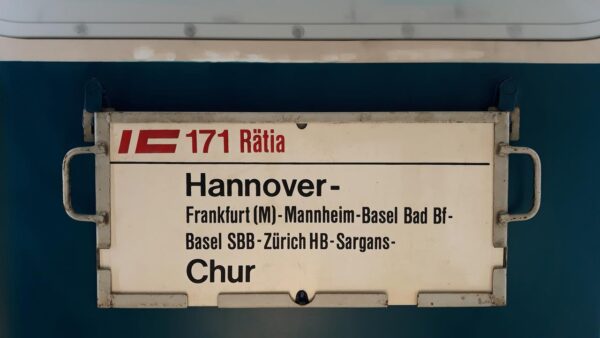 IC 171 Rätia
Hannover-
Frankfurt (M)-Mannheim-Basel Bad Bf-
Basel SBB-Zürich HB-Sargans-
Chur